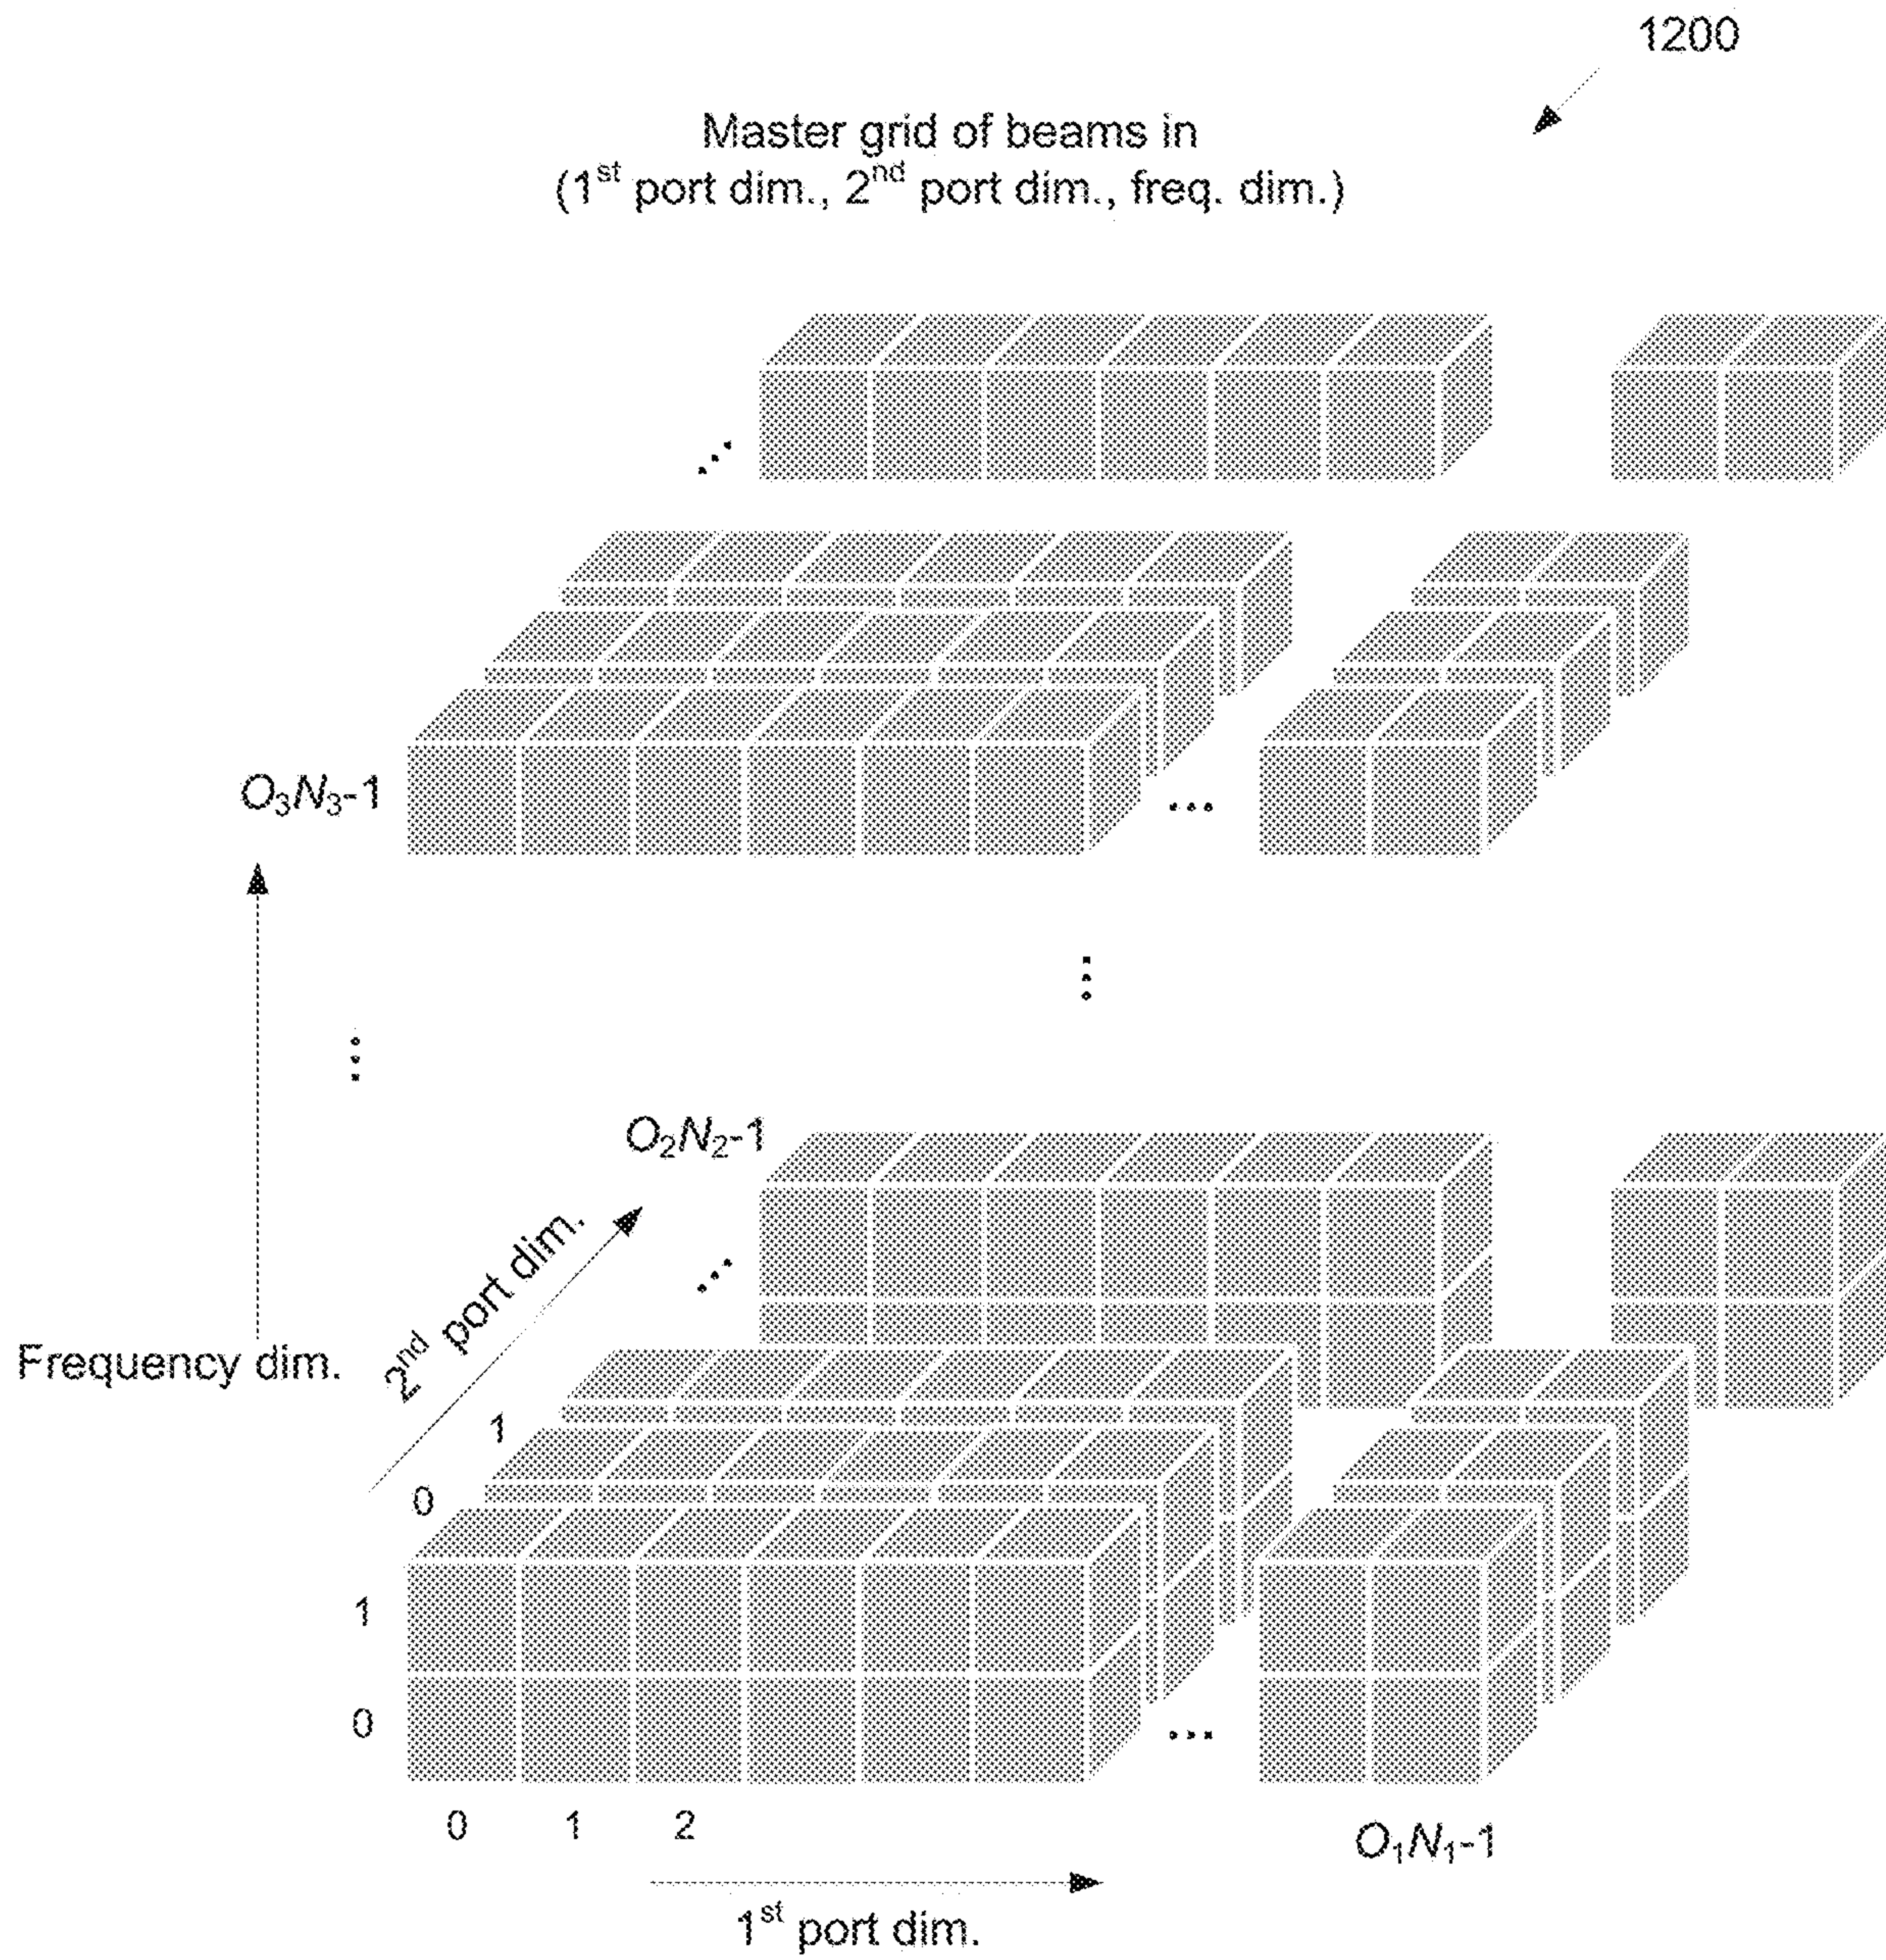 1200
Master grid of beams in
(1st port dim., 2nd port dim., freq. dim.)
O3N3-1
O2N2-1
2nd port dim.
Frequency dim.
1
0
1
0
0 1 2
O1N1-1
1st port dim.